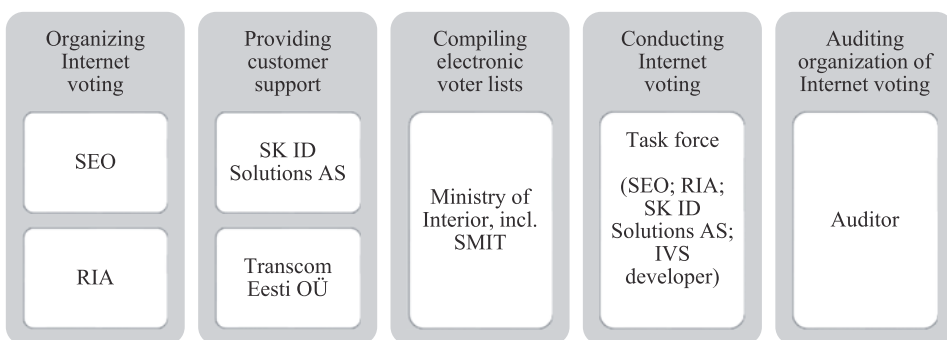 Organizing
Internet
voting
SEO
RIA
Providing
customer
support
SK ID
Solutions AS
Transcom
Eesti OÜ
Compiling
electronic
voter lists
Ministry of
Interior, incl.
SMIT
Conducting
Internet
voting
Task force
(SEO; RIA;
SK ID
Solutions AS;
IVS
developer)
Auditing
organization of
Internet voting
Auditor